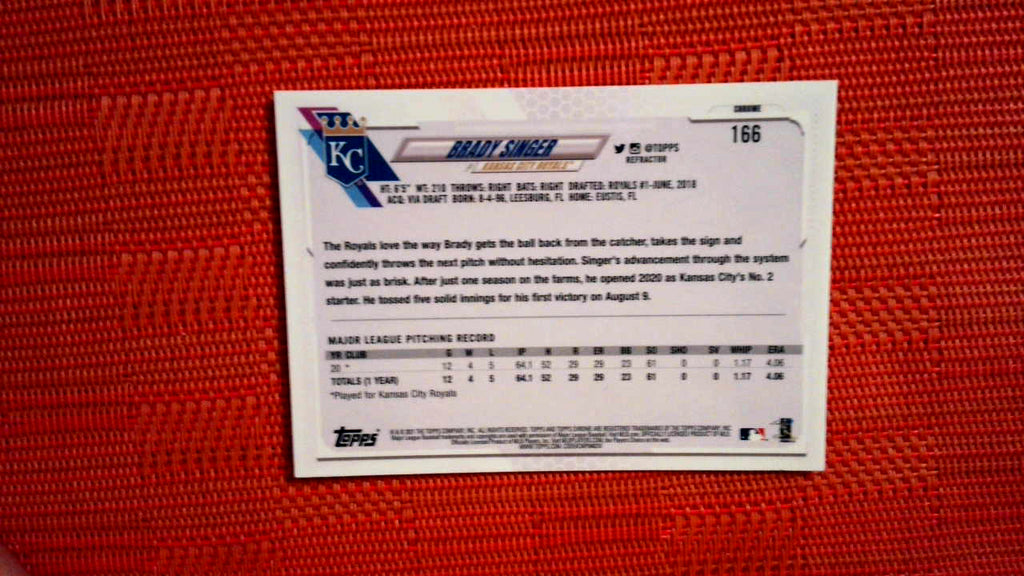 CHROME
166
KC
BRADY SINGER
KANSAS CITY ROYALS
@TOPPS
REFRACTOR
HT: 6'5" WT: 210 THROWS: RIGHT BATS: RIGHT DRAFTED: ROYALS #1-JUNE, 2018
ACQ: VIA DRAFT BORN: 8-4-96, LEESBURG, FL HOME: EUSTIS, FL
The Royals love the way Brady gets the ball back from the catcher, takes the sign and
confidently throws the next pitch without hesitation. Singer's advancement through the system
was just as brisk. After just one season on the farms, he opened 2020 as Kansas City's No. 2
starter. He tossed five solid innings for his first victory on August 9.
MAJOR LEAGUE PITCHING RECORD
YR CLUB G W L IP H R ER BB SO SHO SV WHIP ERA
20 * 12 4 5 64.1 52 29 29 23 61 0 0 1.17 4.06
TOTALS (1 YEAR) 12 4 5 64.1 52 29 29 23 61 0 0 1.17 4.06
*Played for Kansas City Royals
TOPPS